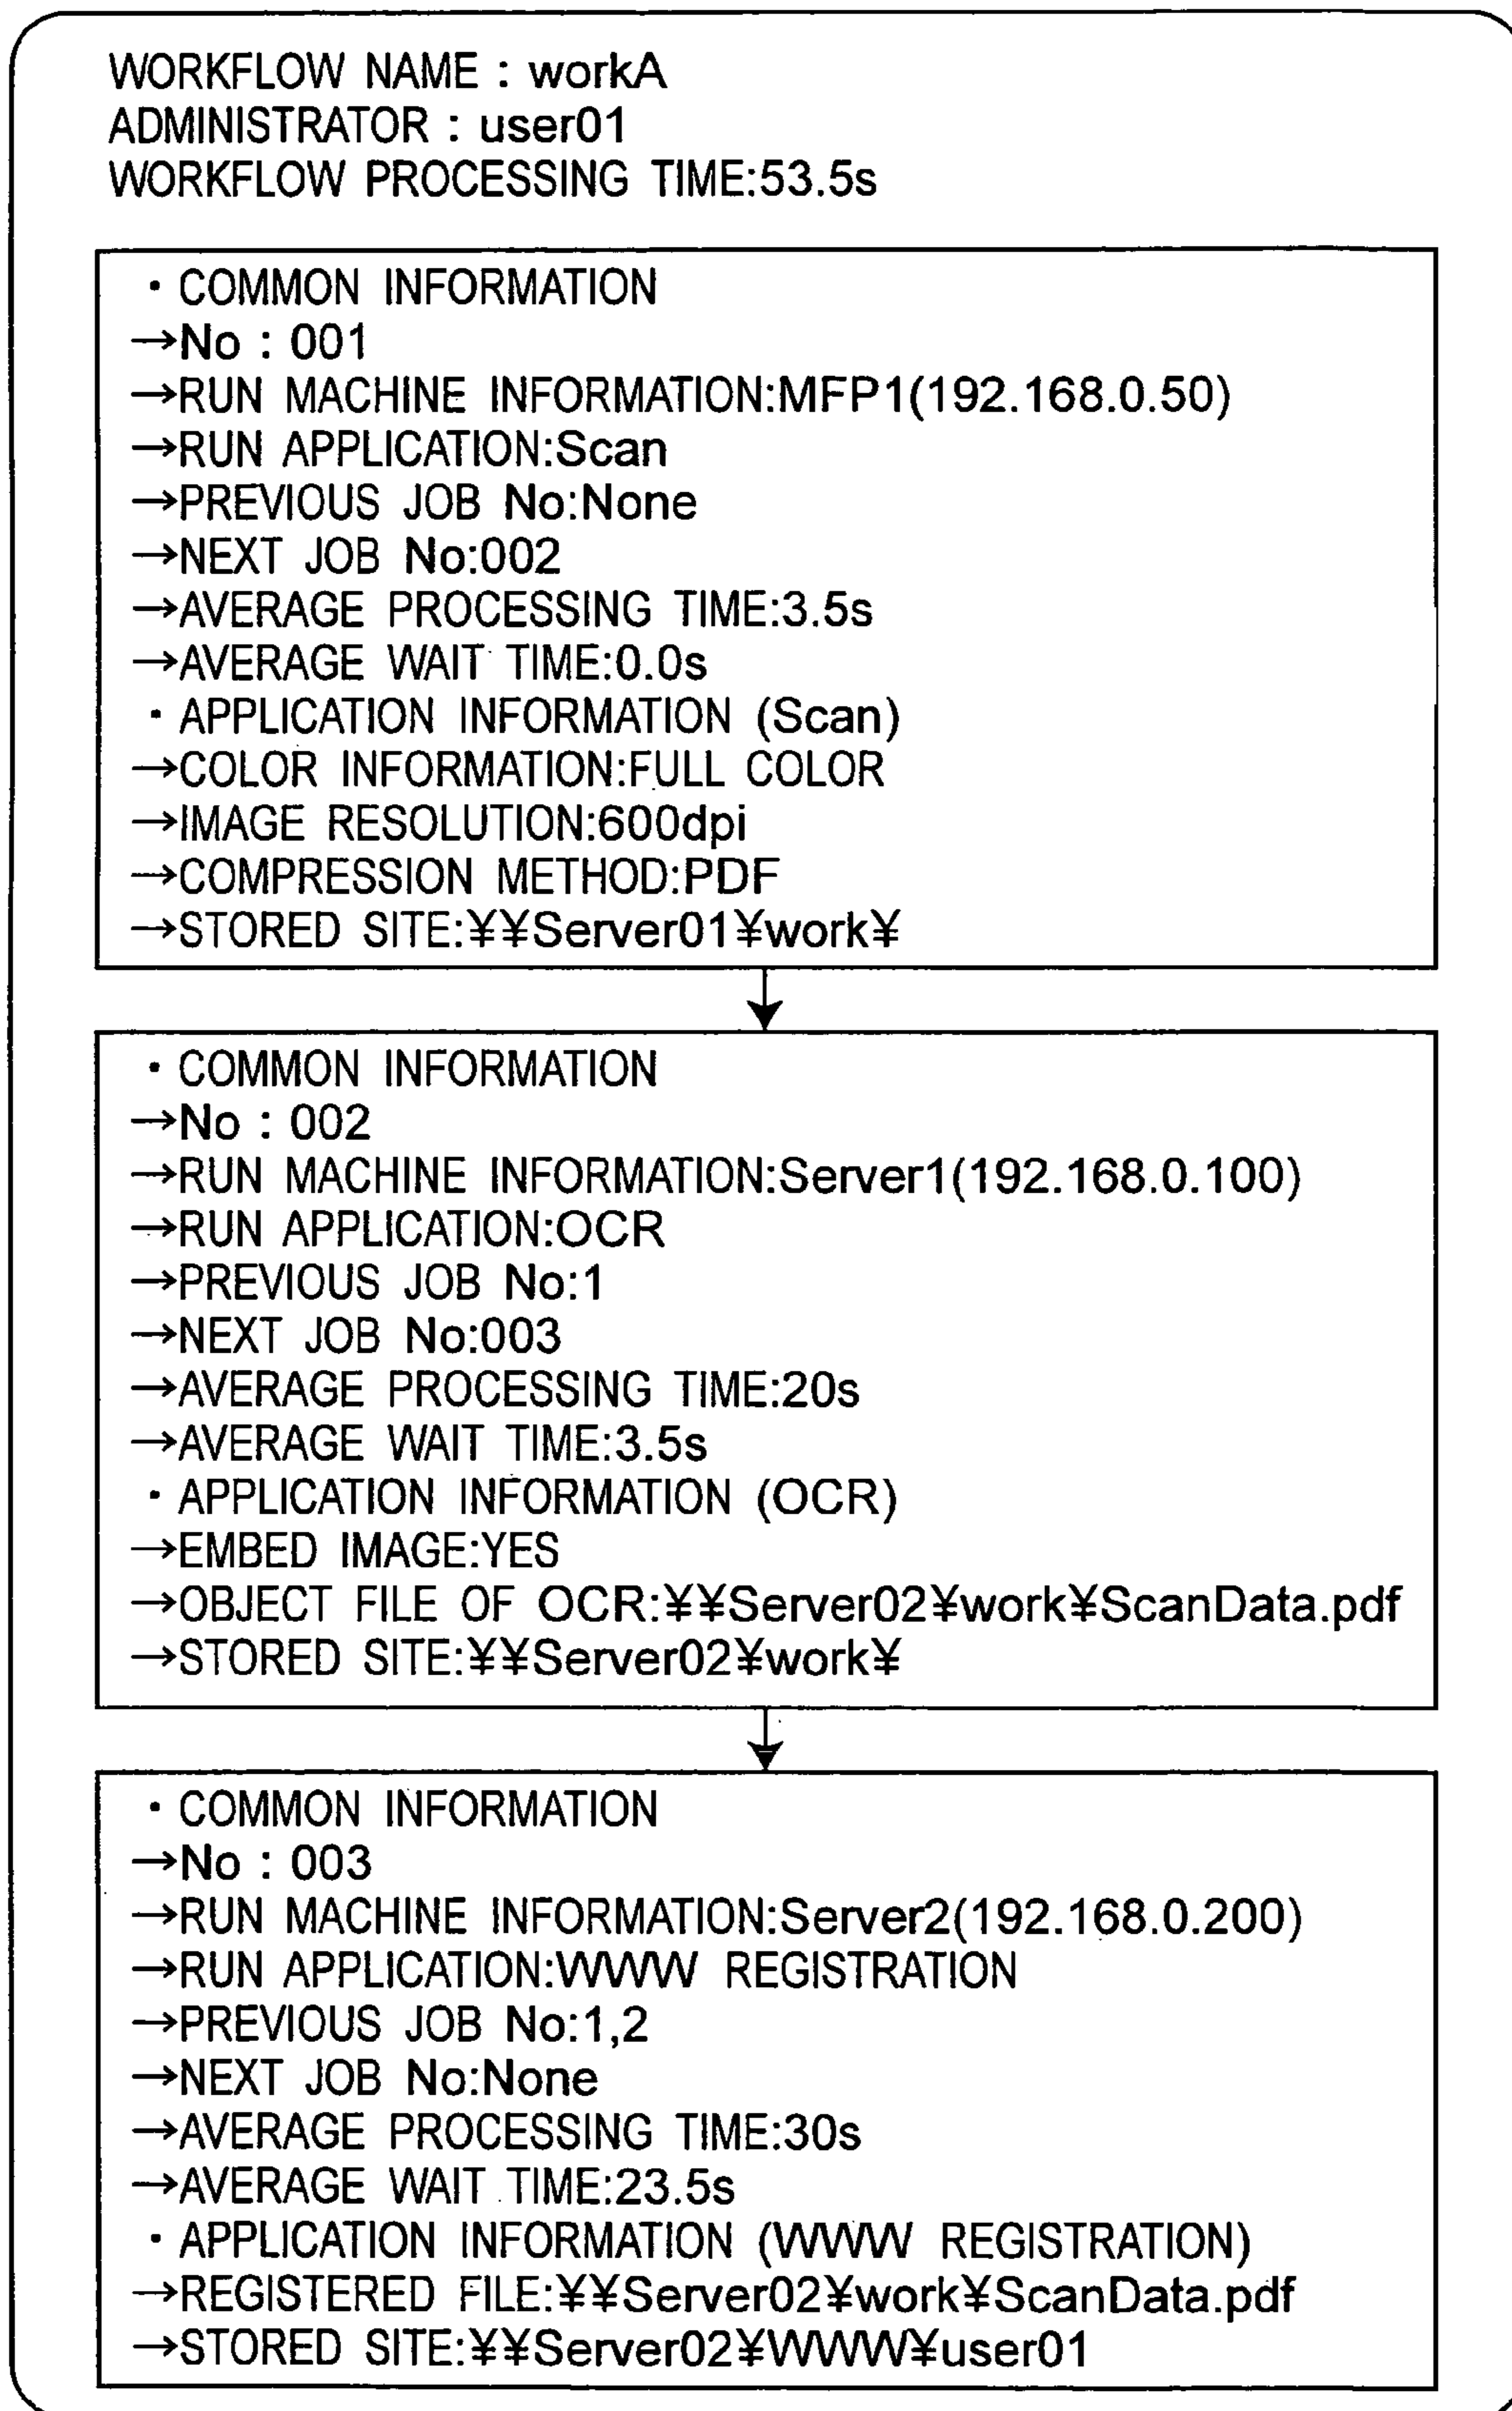 WORKFLOW NAME : workA
ADMINISTRATOR : user01
WORKFLOW PROCESSING TIME:53.5s
・COMMON INFORMATION
→No : 001
→RUN MACHINE INFORMATION:MFP1(192.168.0.50)
→RUN APPLICATION:Scan
→PREVIOUS JOB No:None
→NEXT JOB No:002
→AVERAGE PROCESSING TIME:3.5s
→AVERAGE WAIT TIME:0.0s
・APPLICATION INFORMATION (Scan)
→COLOR INFORMATION:FULL COLOR
→IMAGE RESOLUTION:600dpi
→COMPRESSION METHOD:PDF
→STORED SITE:¥¥Server01¥work¥
・COMMON INFORMATION
→No : 002
→RUN MACHINE INFORMATION:Server1(192.168.0.100)
→RUN APPLICATION:OCR
→PREVIOUS JOB No:1
→NEXT JOB No:003
→AVERAGE PROCESSING TIME:20s
→AVERAGE WAIT TIME:3.5s
・APPLICATION INFORMATION (OCR)
→EMBED IMAGE:YES
→OBJECT FILE OF OCR:¥¥Server02¥work¥ScanData.pdf
→STORED SITE:¥¥Server02¥work¥
・COMMON INFORMATION
→No : 003
→RUN MACHINE INFORMATION:Server2(192.168.0.200)
→RUN APPLICATION:WWW REGISTRATION
→PREVIOUS JOB No:1,2
→NEXT JOB No:None
→AVERAGE PROCESSING TIME:30s
→AVERAGE WAIT TIME:23.5s
・APPLICATION INFORMATION (WWW REGISTRATION)
→REGISTERED FILE:¥¥Server02¥work¥ScanData.pdf
→STORED SITE:¥¥Server02¥WWW¥user01